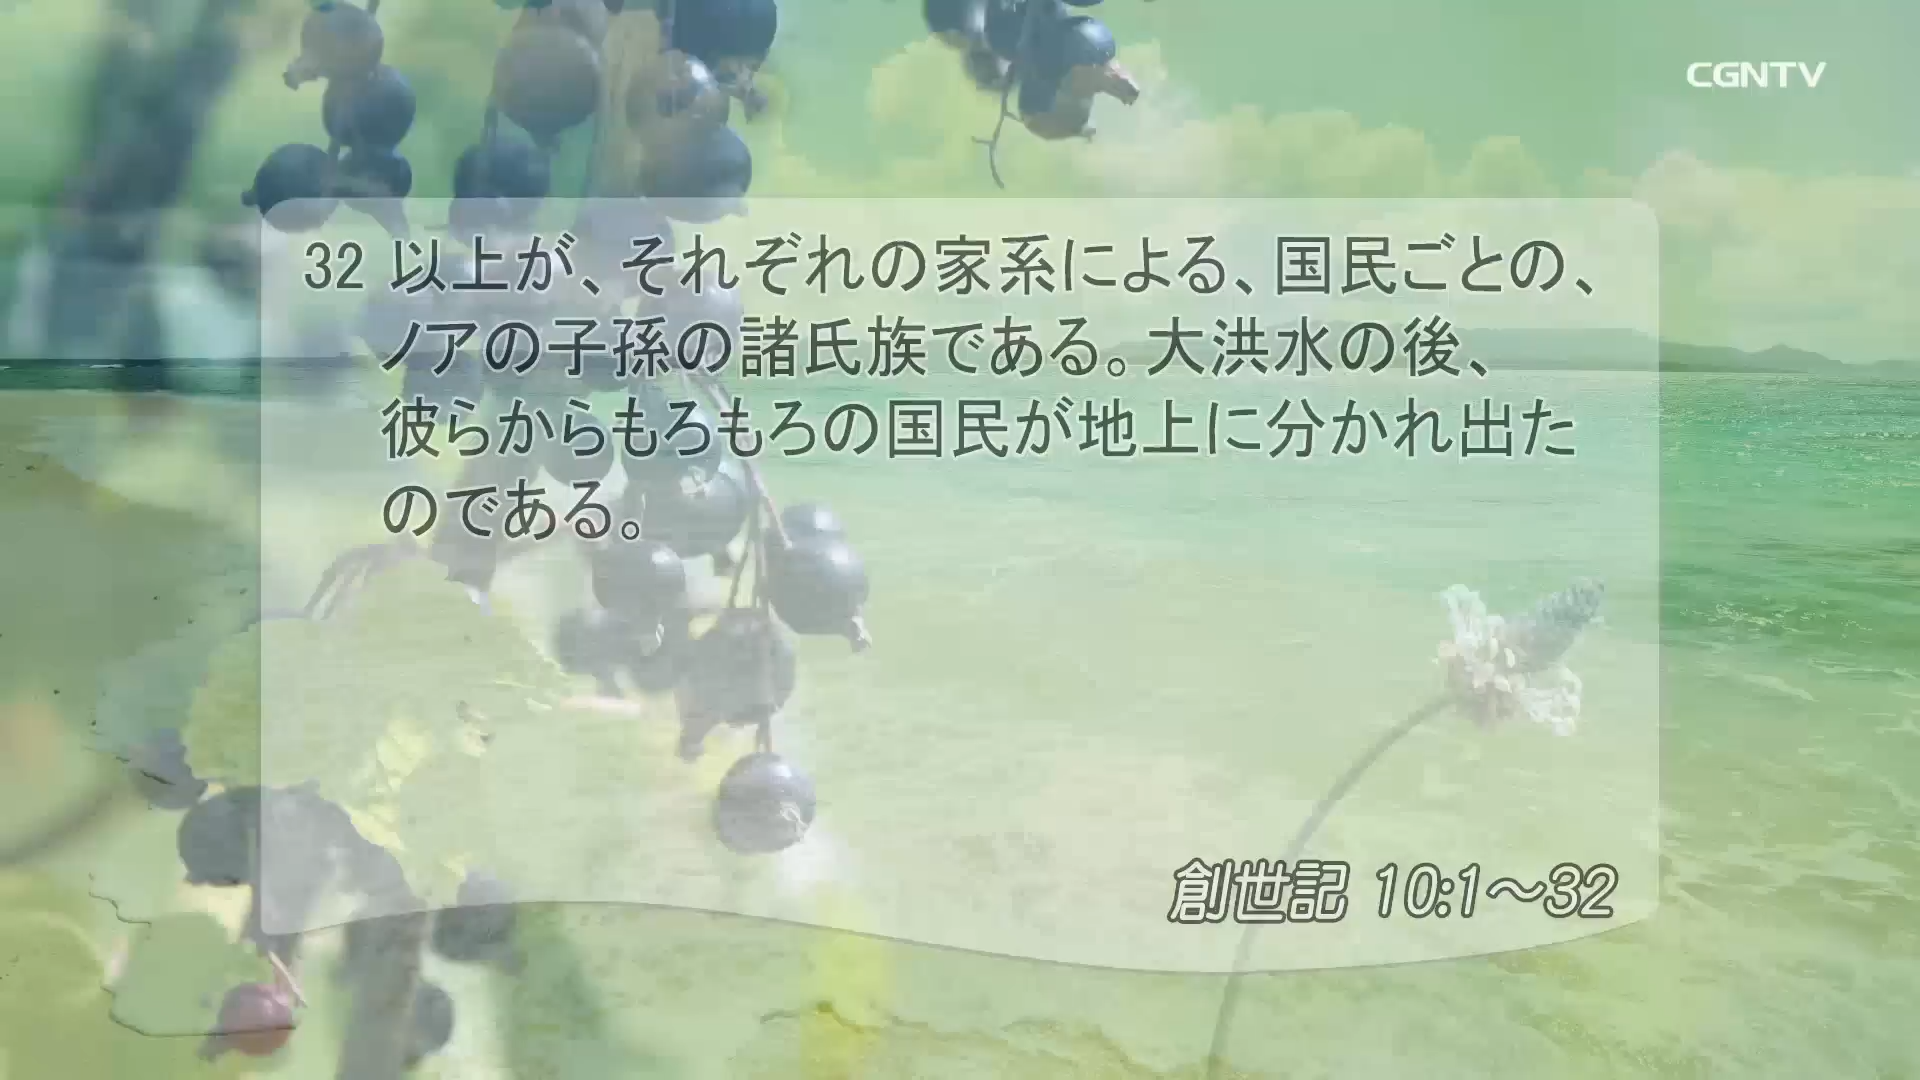 CGNTV
32 以上が、それぞれの家系による、国民ごとの、
ノアの子孫の諸氏族である。大洪水の後、
彼らからもろもろの国民が地上に分かれ出た
のである。
創世記 10:1～32